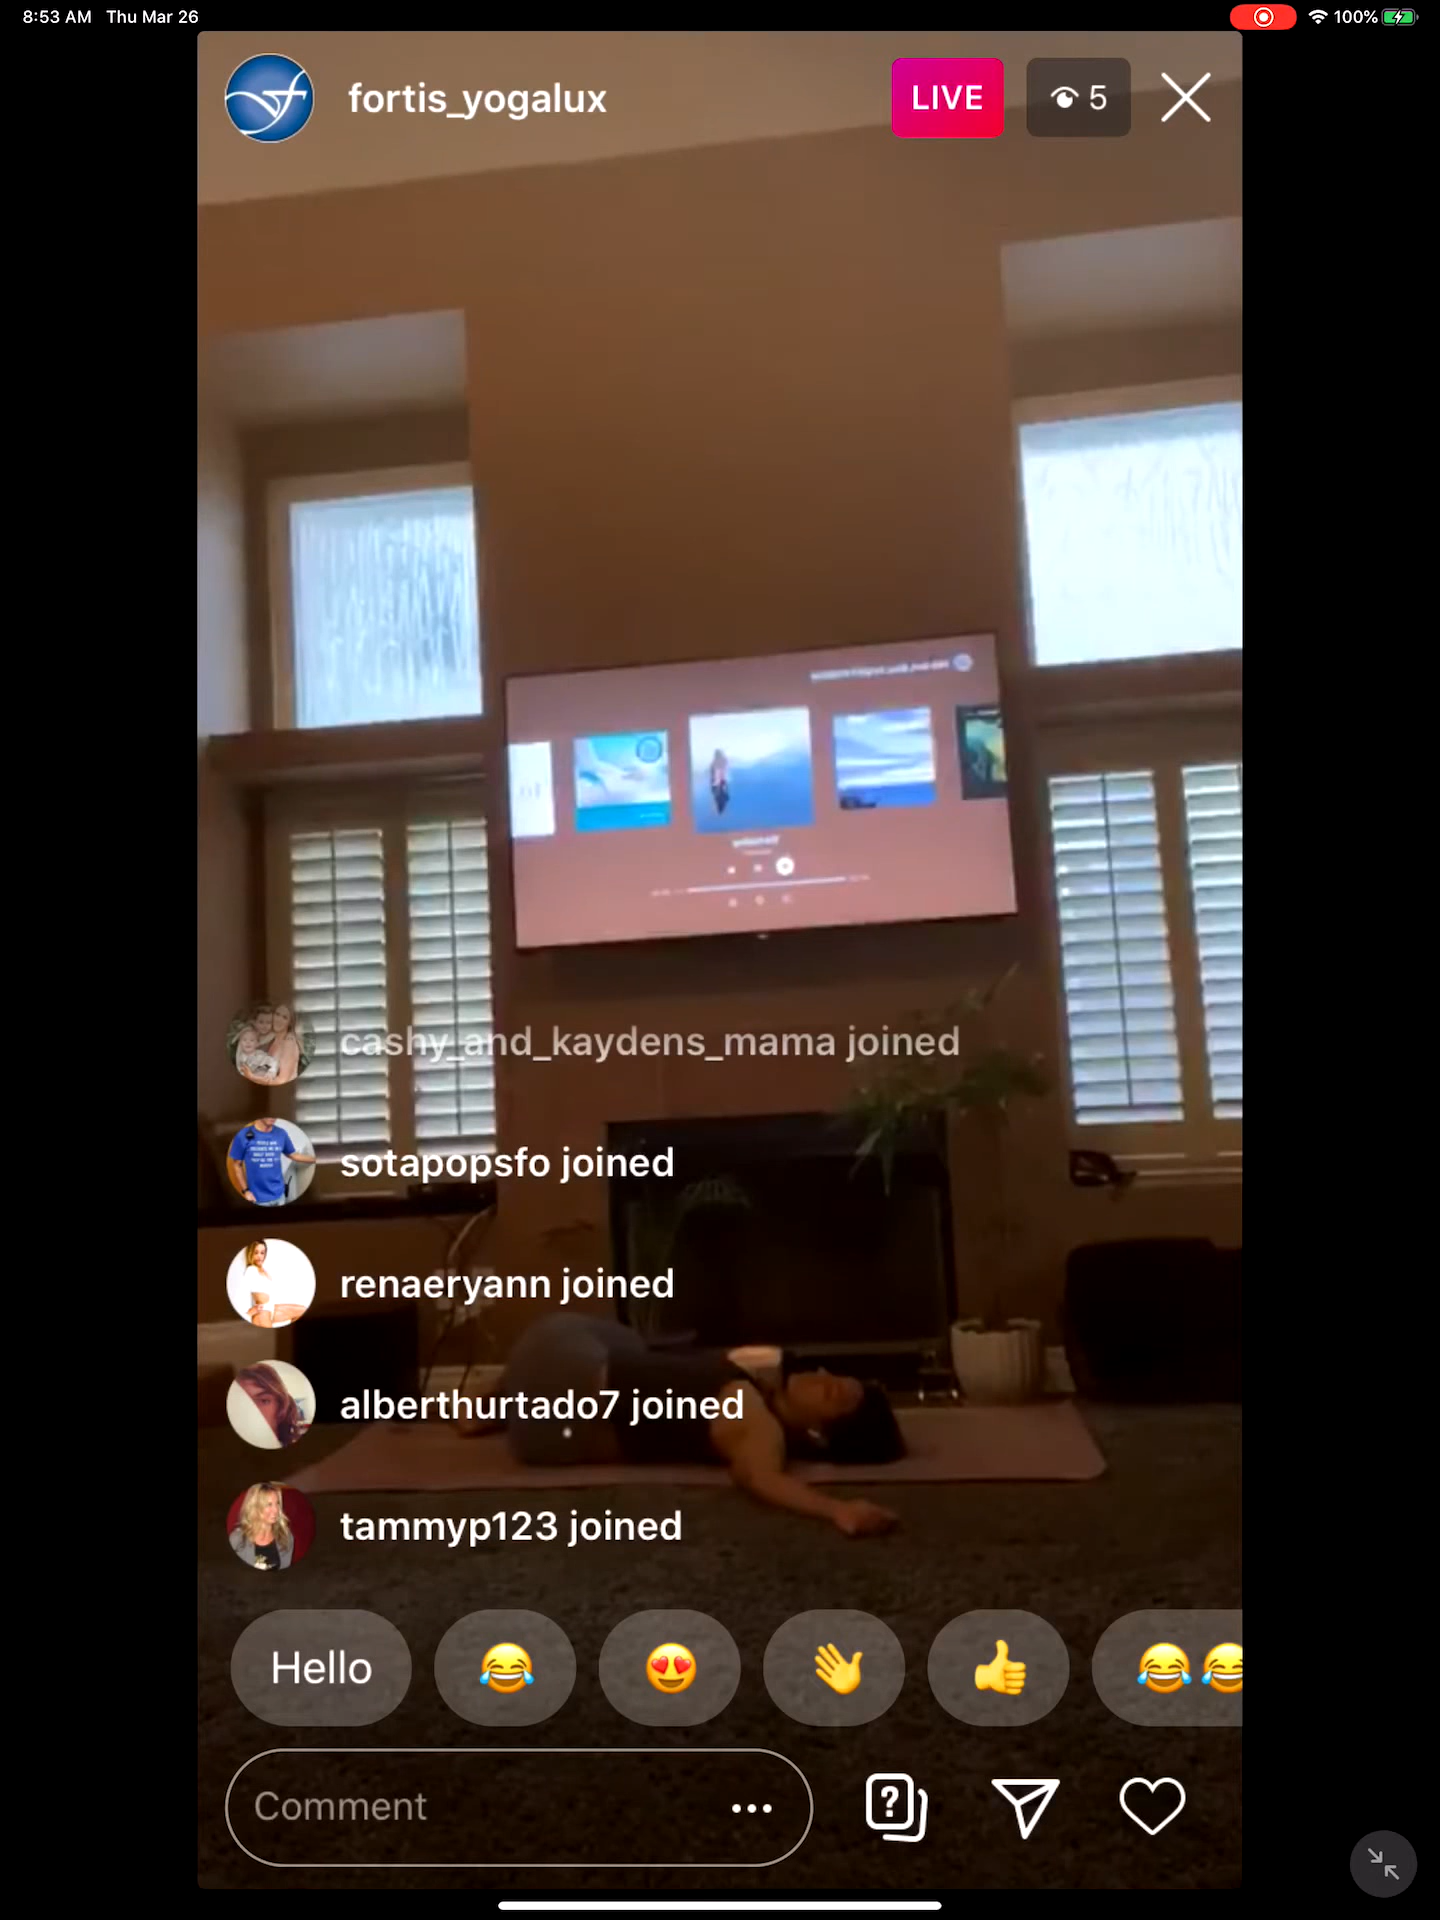 8:53 AM Thu Mar 26
100%
fortis_yogalux
LIVE
5
cashy_and_kaydens_mama joined
sotapopsfo joined
renaeryann joined
alberthurtado7 joined
tammyp123 joined
Hello
Comment